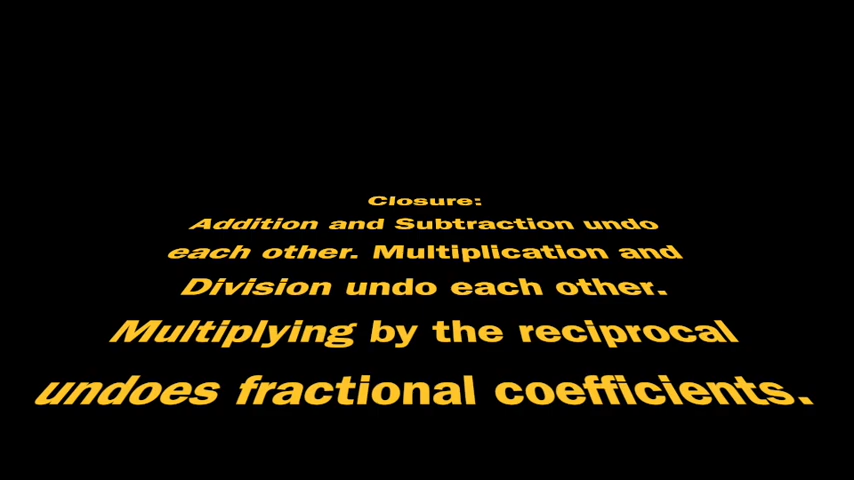 Closure:
Addition and Subtraction undo
each other. Multiplication and
Division undo each other.
Multiplying by the reciprocal
undoes fractional coefficients.